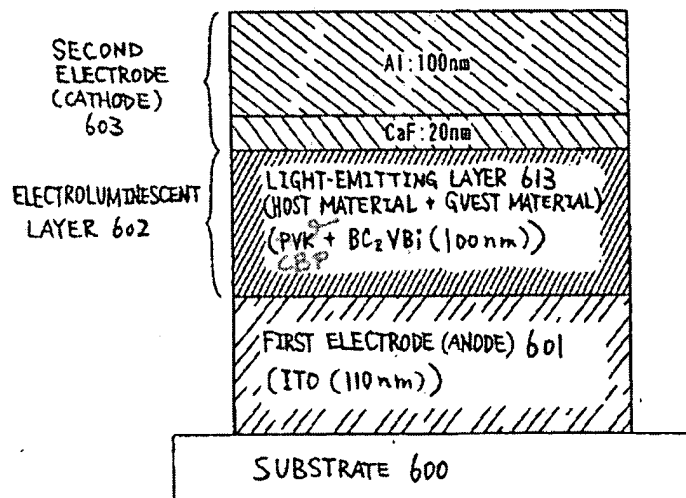 SECOND
ELECTRODE
(CATHODE)
603
Al:100nm
CaF:20nm
ELECTROLUMINESCENT
LAYER 602
LIGHT-EMITTING LAYER 613
(HOST MATERIAL + GUEST MATERIAL)
(PVK + BC₂VBi (100nm))
CBP
FIRST ELECTRODE (ANODE) 601
(ITO (110nm))
SUBSTRATE 600